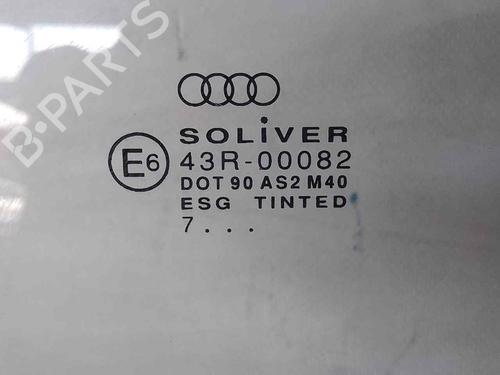 B-PARTS
SOLiVER
E6 43R-00082
DOT 90 AS2 M40
ESG TINTED
7...